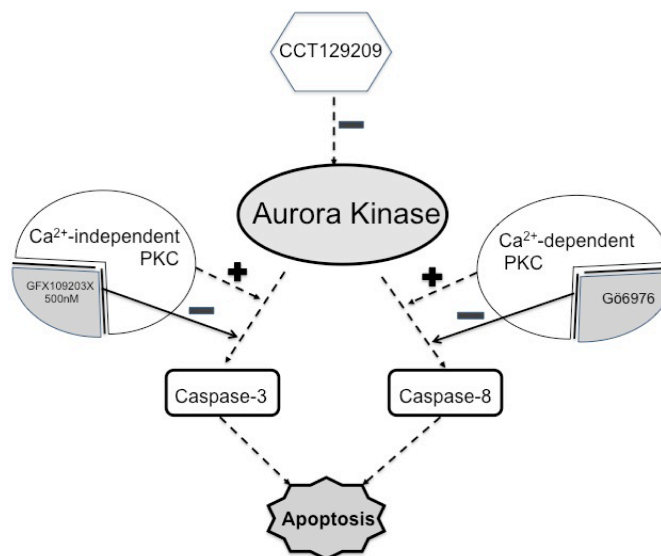 CCT129209
Aurora Kinase
Ca²⁺-independent
PKC
GFX109203X
500nM
+
−
Ca²⁺-dependent
PKC
Gö6976
+
−
Caspase-3
Caspase-8
Apoptosis